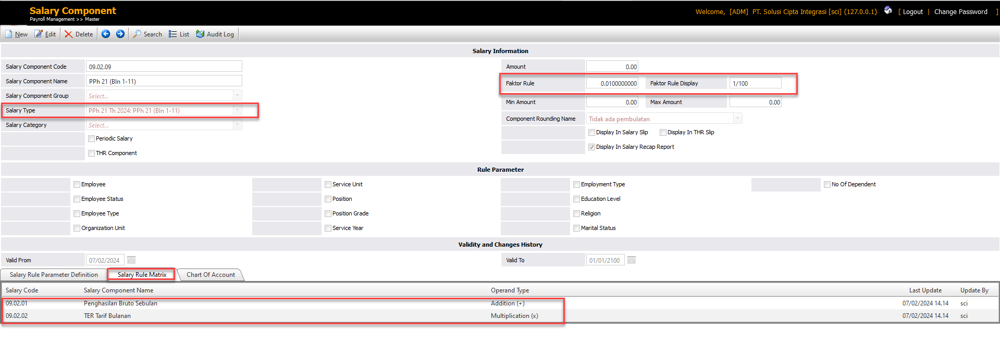 Salary Component
Payroll Management >> Master
Welcome, [ADM] PT. Solusi Cipta Integrasi [sci] {127.0.0.1} [ Logout | Change Password ]
New Edit Delete Search List Audit Log
Salary Information
Salary Component Code 09.02.09
Salary Component Name PPh 21 (Bln 1-11)
Salary Component Group Select...
Salary Type PPh 21 Th 2024: PPh 21 (Bln 1-11)
Salary Category Select...
Periodic Salary
THR Component
Amount 0.00
Faktor Rule 0.0100000000 Faktor Rule Display 1/100
Min Amount 0.00 Max Amount 0.00
Component Rounding Name Tidak ada pembulatan
Display In Salary Slip Display In THR Slip
Display In Salary Recap Report
Rule Parameter
Employee Service Unit Employment Type No Of Dependent
Employee Status Position Education Level
Employee Type Position Grade Religion
Organization Unit Service Year Marital Status
Validity and Changes History
Valid From 07/02/2024 Valid To 01/01/2100
Salary Rule Parameter Definition Salary Rule Matrix Chart Of Account
Salary Code Salary Component Name Operand Type Last Update Update By
09.02.01 Penghasilan Bruto Sebulan Addition (+) 07/02/2024 14.14 sci
09.02.02 TER Tarif Bulanan Multiplication (x) 07/02/2024 14.14 sci